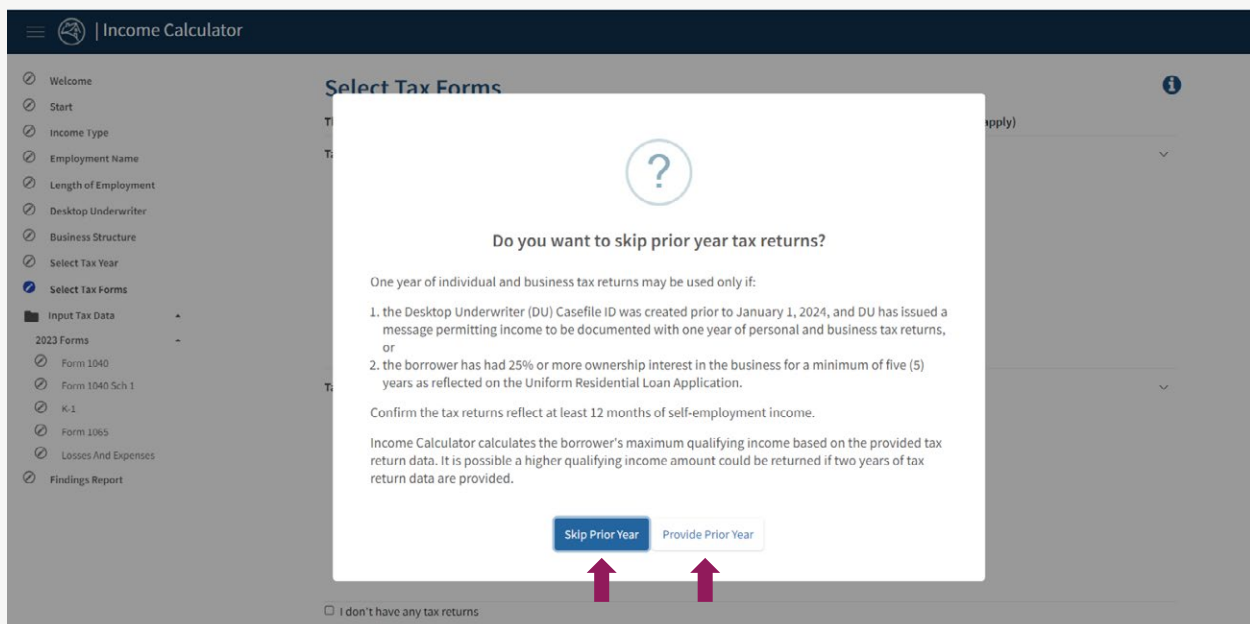 | Income Calculator
Welcome
Start
Income Type
Employment Name
Length of Employment
Desktop Underwriter
Business Structure
Select Tax Year
Select Tax Forms
Input Tax Data
2023 Forms
Form 1040
Form 1040 Sch 1
K-1
Form 1065
Losses And Expenses
Findings Report
Select Tax Forms
apply)
Do you want to skip prior year tax returns?
One year of individual and business tax returns may be used only if:
1. the Desktop Underwriter (DU) Casefile ID was created prior to January 1, 2024, and DU has issued a
message permitting income to be documented with one year of personal and business tax returns,
or
2. the borrower has had 25% or more ownership interest in the business for a minimum of five (5)
years as reflected on the Uniform Residential Loan Application.
Confirm the tax returns reflect at least 12 months of self-employment income.
Income Calculator calculates the borrower's maximum qualifying income based on the provided tax
return data. It is possible a higher qualifying income amount could be returned if two years of tax
return data are provided.
Skip Prior Year
Provide Prior Year
I don't have any tax returns